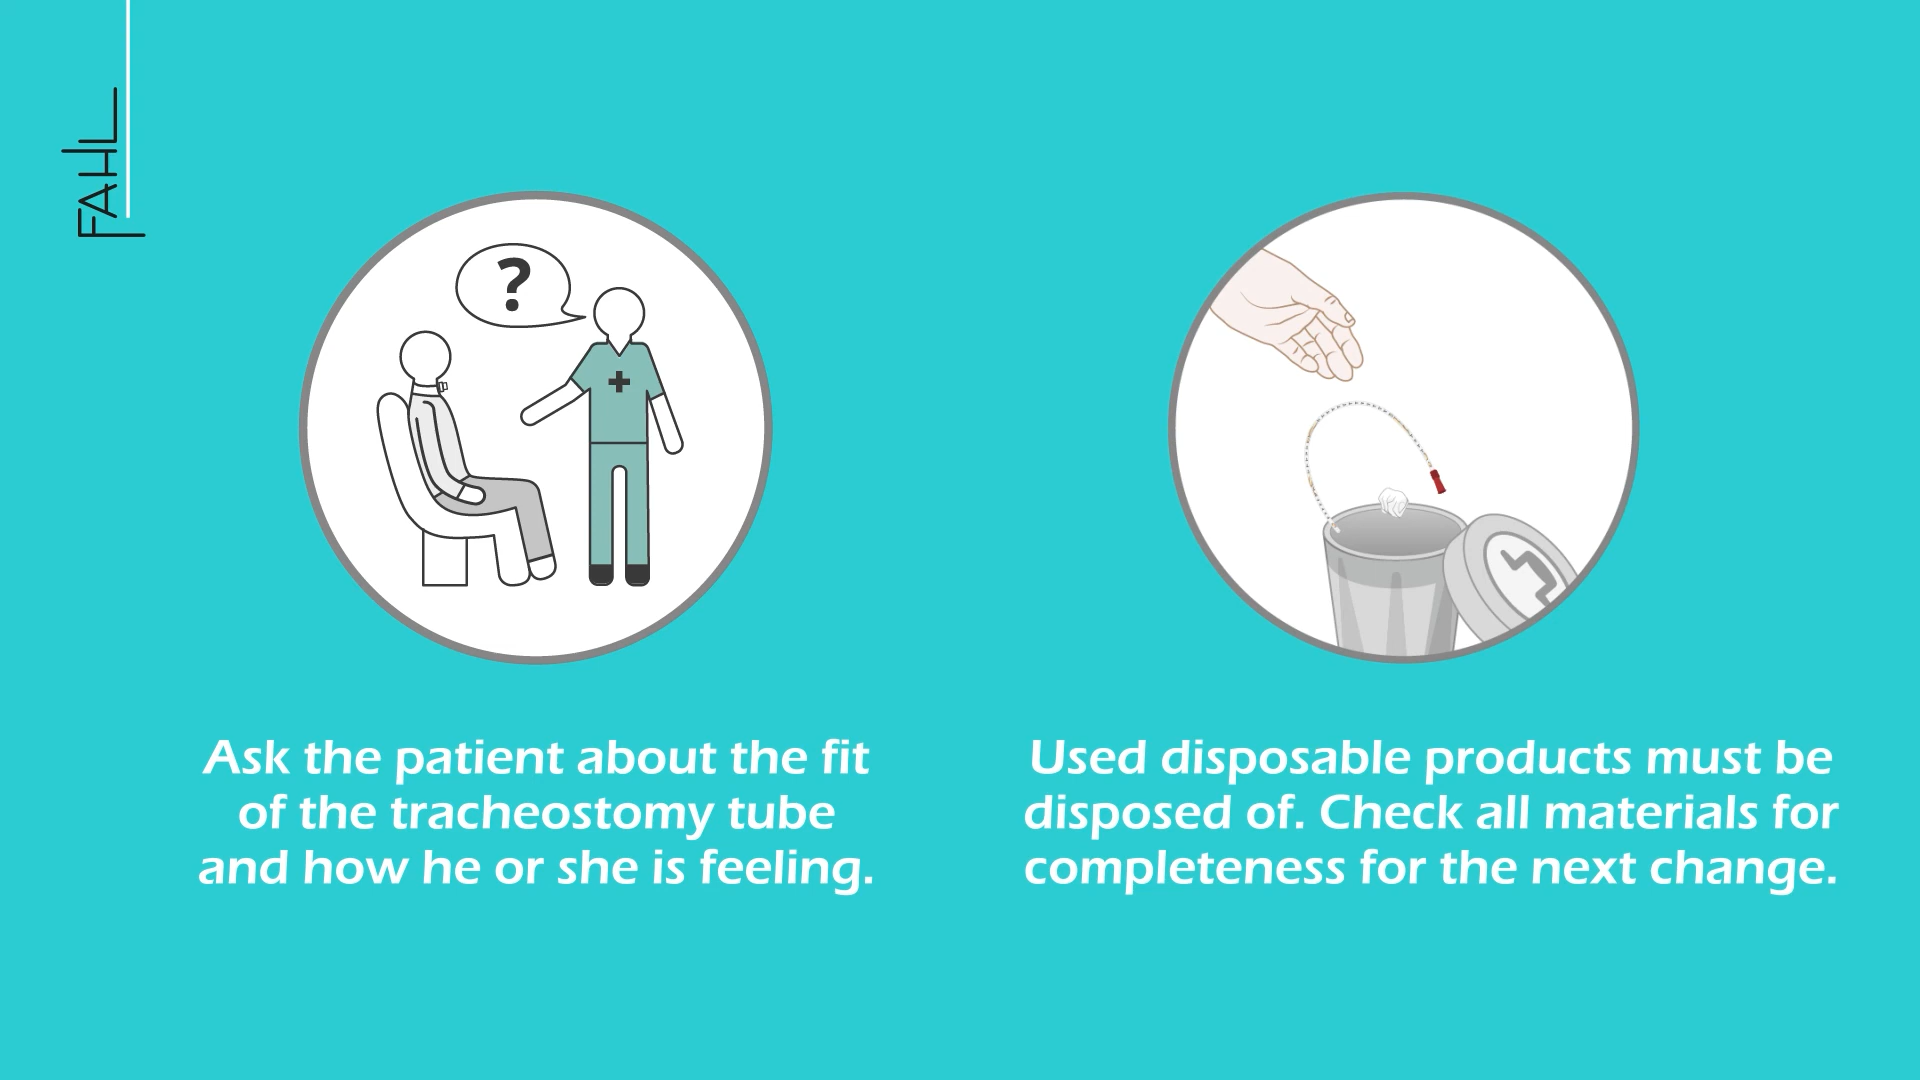 FAHL
?
Ask the patient about the fit
of the tracheostomy tube
and how he or she is feeling.
Used disposable products must be
disposed of. Check all materials for
completeness for the next change.